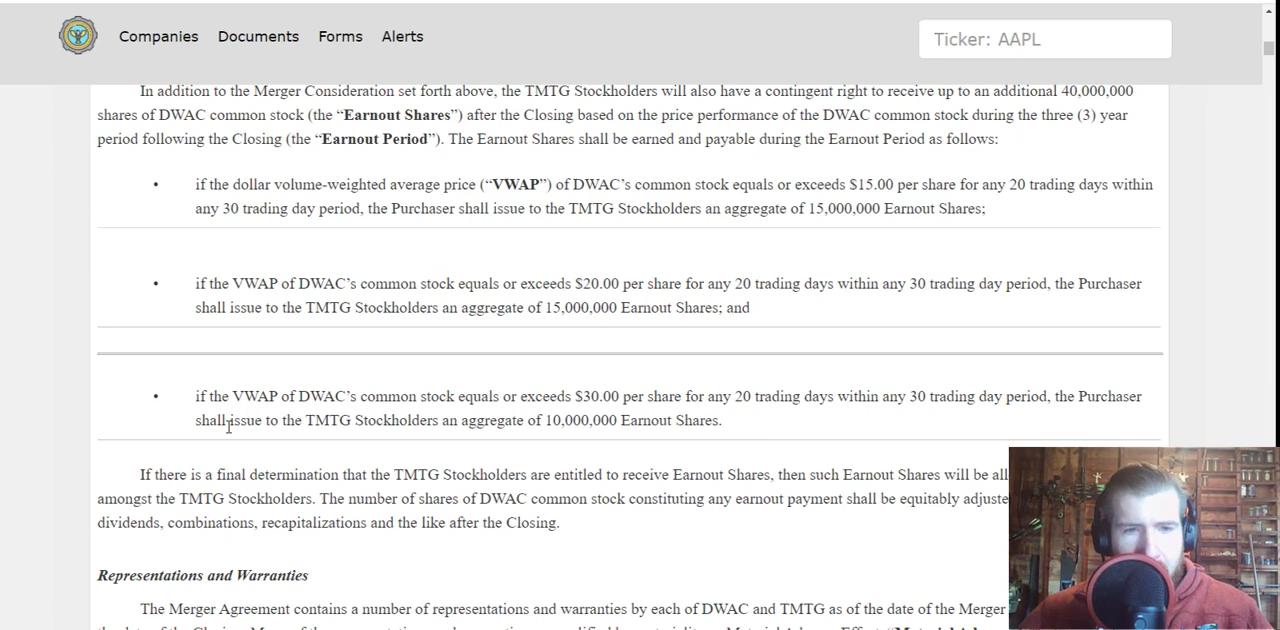 Companies Documents Forms Alerts Ticker: AAPL
In addition to the Merger Consideration set forth above, the TMTG Stockholders will also have a contingent right to receive up to an additional 40,000,000
shares of DWAC common stock (the “Earnout Shares”) after the Closing based on the price performance of the DWAC common stock during the three (3) year
period following the Closing (the “Earnout Period”). The Earnout Shares shall be earned and payable during the Earnout Period as follows:
• if the dollar volume-weighted average price (“VWAP”) of DWAC’s common stock equals or exceeds $15.00 per share for any 20 trading days within
any 30 trading day period, the Purchaser shall issue to the TMTG Stockholders an aggregate of 15,000,000 Earnout Shares;
• if the VWAP of DWAC’s common stock equals or exceeds $20.00 per share for any 20 trading days within any 30 trading day period, the Purchaser
shall issue to the TMTG Stockholders an aggregate of 15,000,000 Earnout Shares; and
• if the VWAP of DWAC’s common stock equals or exceeds $30.00 per share for any 20 trading days within any 30 trading day period, the Purchaser
shall issue to the TMTG Stockholders an aggregate of 10,000,000 Earnout Shares.
If there is a final determination that the TMTG Stockholders are entitled to receive Earnout Shares, then such Earnout Shares will be all
amongst the TMTG Stockholders. The number of shares of DWAC common stock constituting any earnout payment shall be equitably adjuste
dividends, combinations, recapitalizations and the like after the Closing.
Representations and Warranties
The Merger Agreement contains a number of representations and warranties by each of DWAC and TMTG as of the date of the Merger